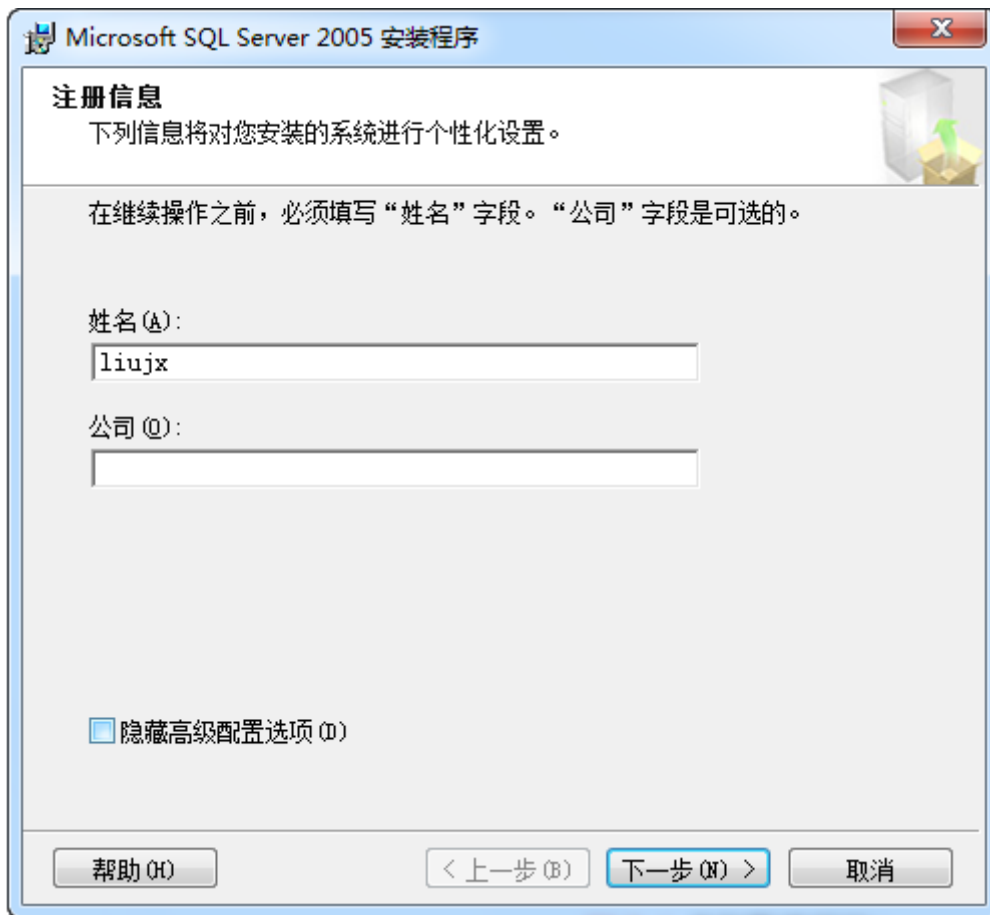 Microsoft SQL Server 2005 安装程序
注册信息
下列信息将对您安装的系统进行个性化设置。
在继续操作之前，必须填写“姓名”字段。“公司”字段是可选的。
姓名(A):
liujx
公司(O):
隐藏高级配置选项(D)
帮助(H)
< 上一步(B)
下一步(N) >
取消